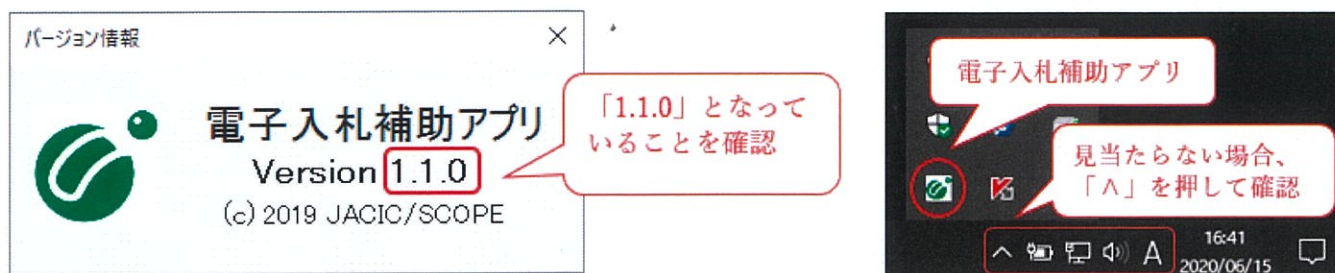 バージョン情報
電子入札補助アプリ
Version 1.1.0
(c) 2019 JACIC/SCOPE
「1.1.0」となって
いることを確認
電子入札補助アプリ
見当たらない場合、
「∧」を押して確認
A
16:41
2020/06/15